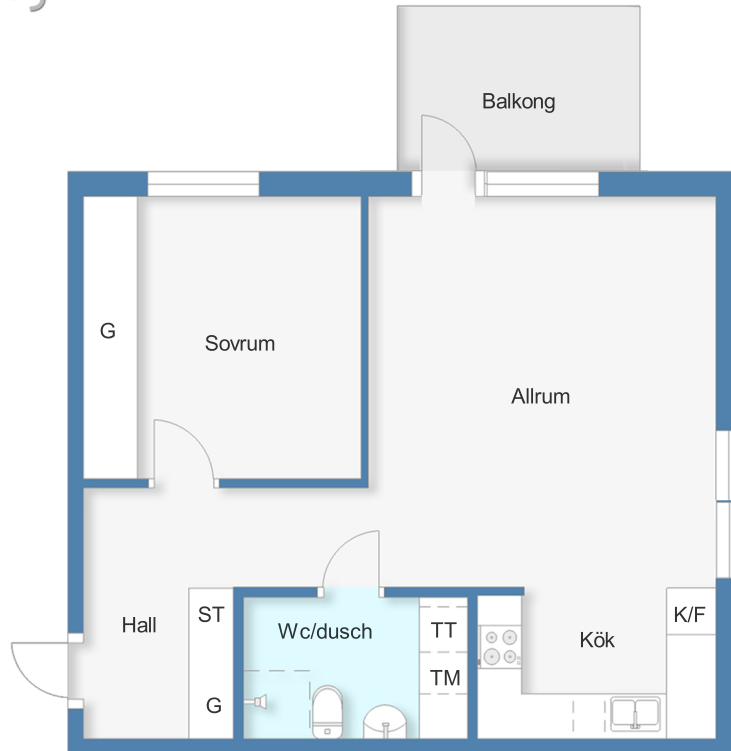 Balkong
G
Sovrum
Allrum
ST
Hall
Wc/dusch
TT
K/F
Kök
TM
G